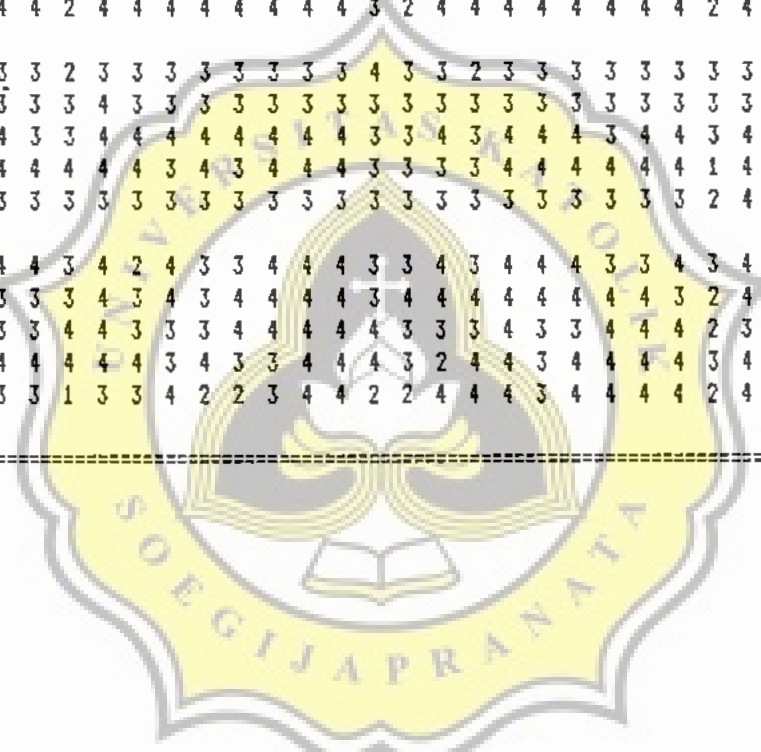 4 4 2 4 4 4 4 4 4 4 4 3 2 4 4 4 4 4 4 4 4 2 4
3 3 2 3 3 3 3 3 3 3 3 4 3 3 2 3 3 3 3 3 3 3 3
3 3 3 4 3 3 3 3 3 3 3 3 3 3 3 3 3 3 3 3 3 3 3
4 3 3 4 4 4 4 4 4 4 4 3 3 4 3 4 4 4 3 4 4 3 4
4 4 4 4 4 3 4 3 4 4 4 3 3 3 3 4 4 4 4 4 4 1 4
3 3 3 3 3 3 3 3 3 3 3 3 3 3 3 3 3 3 3 3 3 2 4
4 4 3 4 2 4 3 3 4 4 4 3 3 4 3 4 4 4 3 3 4 3 4
3 3 3 4 3 4 3 4 4 4 4 3 4 4 4 4 4 4 4 4 3 2 4
3 3 4 4 3 3 3 4 4 4 4 4 3 3 3 4 3 3 4 4 4 2 3
4 4 4 4 4 3 4 3 3 4 4 4 3 2 4 4 3 4 4 4 4 3 4
3 3 1 3 3 4 2 2 3 4 4 2 2 4 4 4 3 4 4 4 4 2 4
UNIVERSITAS KATOLIK
SOEGIJAPRANATA